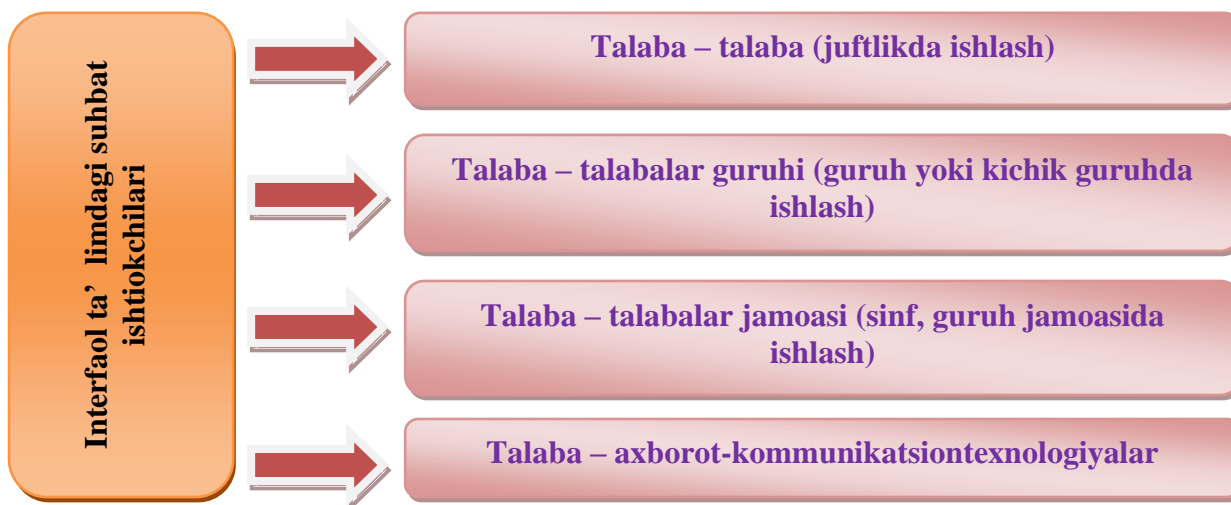 Interfaol ta’ limdagi suhbat
ishtiokchilari
Talaba – talaba (juftlikda ishlash)
Talaba – talabalar guruhi (guruh yoki kichik guruhda
ishlash)
Talaba – talabalar jamoasi (sinf, guruh jamoasida
ishlash)
Talaba – axborot-kommunikatsiontexnologiyalar